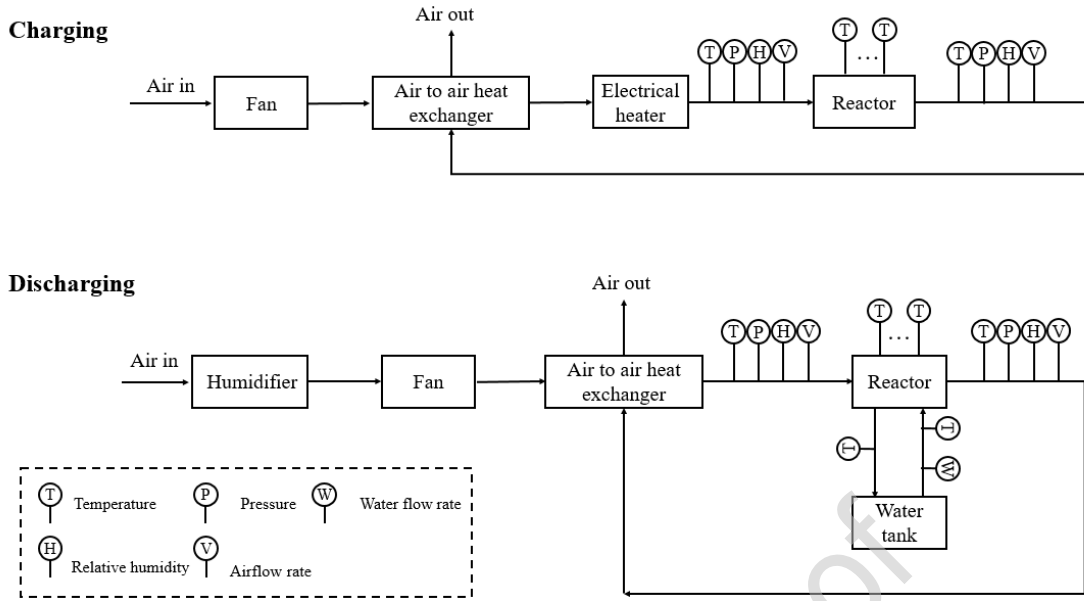 Charging
Air out
Air in
Fan
Air to air heat
exchanger
Electrical
heater
T P H V
T ... T
Reactor
T P H V
Discharging
Air out
Air in
Humidifier
Fan
Air to air heat
exchanger
T P H V
T ... T
Reactor
T P H V
T
T
W
Water
tank
T Temperature
P Pressure
W Water flow rate
H Relative humidity
V Airflow rate
of